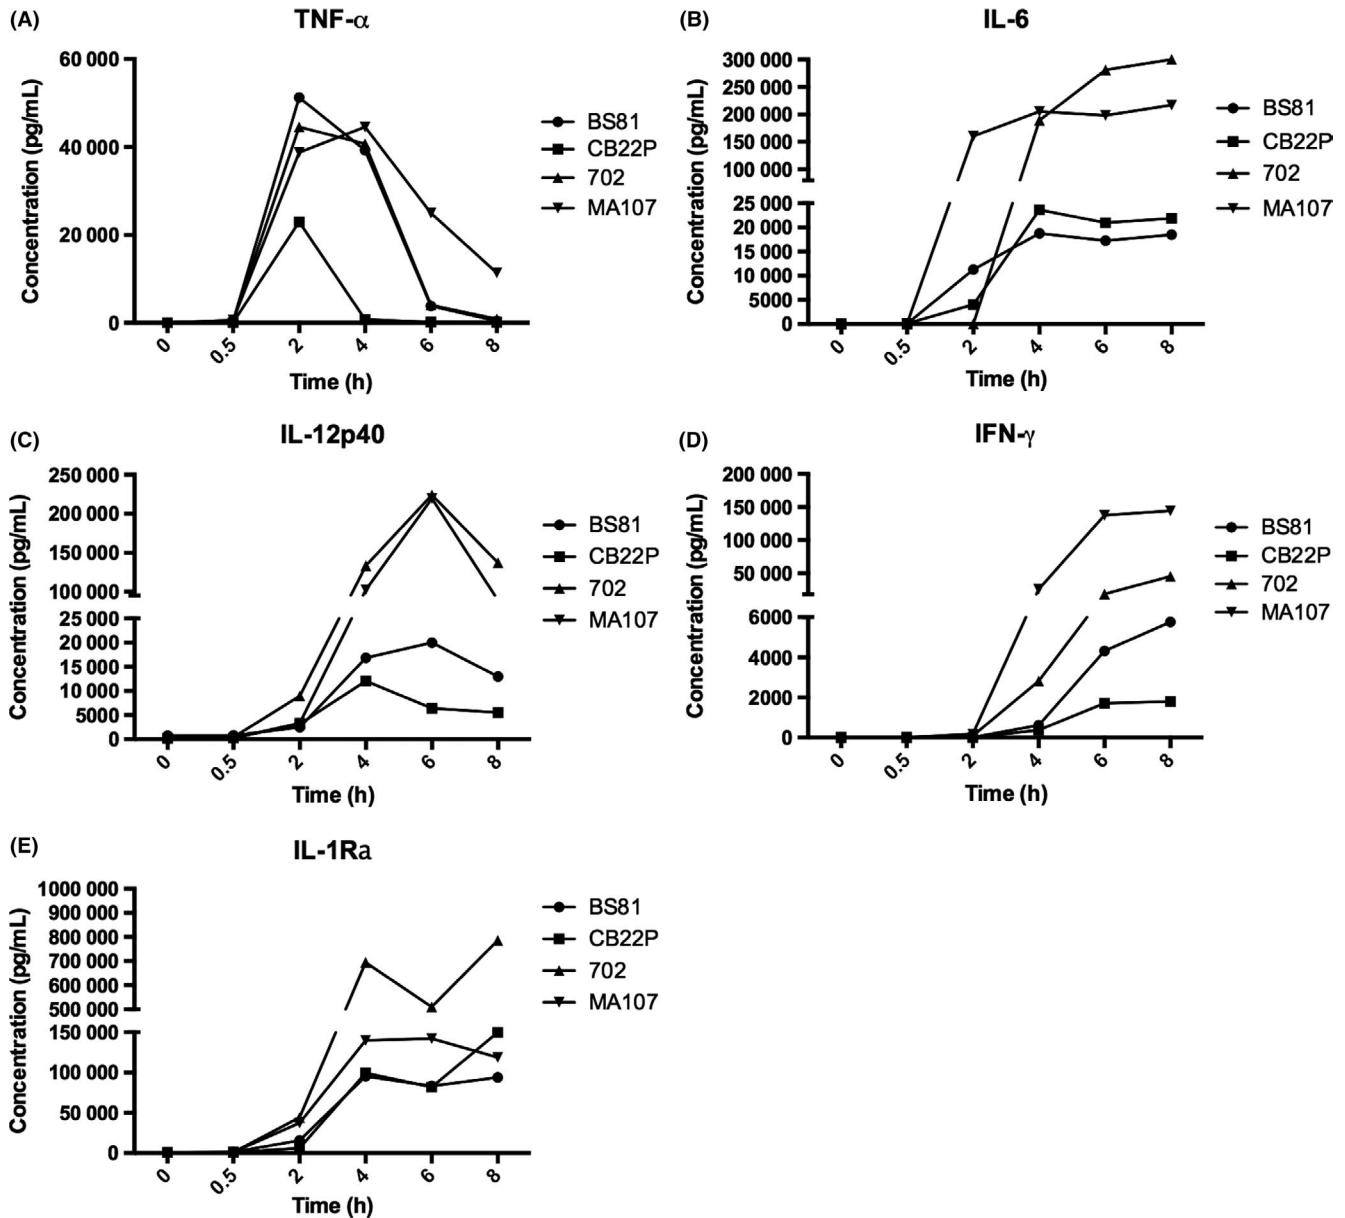 (A)
TNF-α
60 000
40 000
20 000
0
Concentration (pg/mL)
0
0.5
2
4
6
8
Time (h)
BS81
CB22P
702
MA107
(B)
IL-6
300 000
250 000
200 000
150 000
100 000
25 000
20 000
15 000
10 000
5000
0
Concentration (pg/mL)
0
0.5
2
4
6
8
Time (h)
BS81
CB22P
702
MA107
(C)
IL-12p40
250 000
200 000
150 000
100 000
25 000
20 000
15 000
10 000
5000
0
Concentration (pg/mL)
0
0.5
2
4
6
8
Time (h)
BS81
CB22P
702
MA107
(D)
IFN-γ
200 000
150 000
100 000
50 000
6000
4000
2000
0
Concentration (pg/mL)
0
0.5
2
4
6
8
Time (h)
BS81
CB22P
702
MA107
(E)
IL-1Ra
1000 000
900 000
800 000
700 000
600 000
500 000
150 000
100 000
50 000
0
Concentration (pg/mL)
0
0.5
2
4
6
8
Time (h)
BS81
CB22P
702
MA107